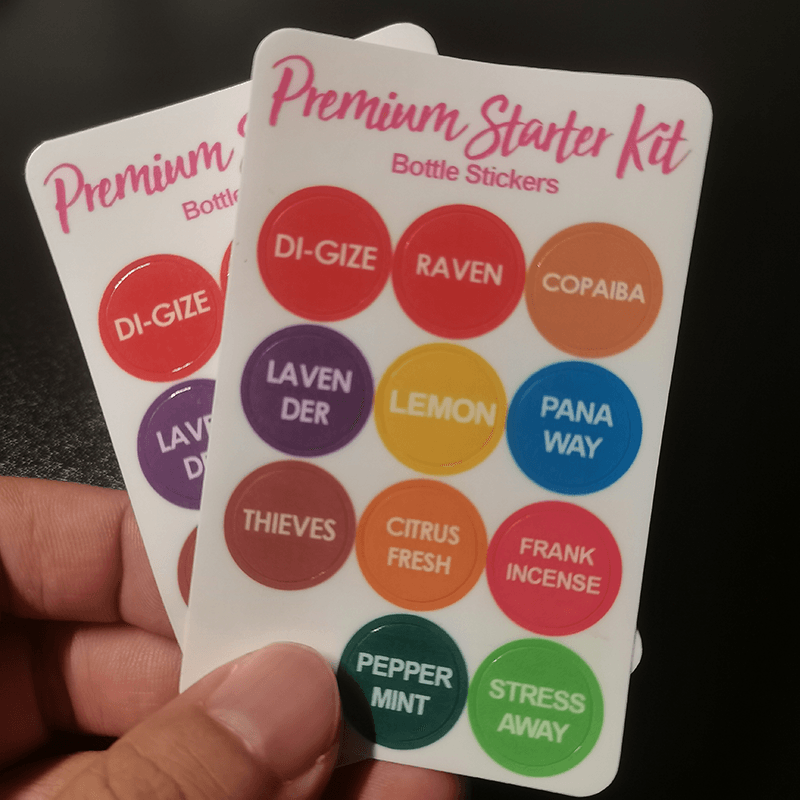 Premium Starter Kit
Bottle Stickers
DI-GIZE
RAVEN
COPAIBA
LAVEN
DER
LEMON
PANA
WAY
THIEVES
CITRUS
FRESH
FRANK
INCENSE
PEPPER
MINT
STRESS
AWAY
Premium
DI-GIZE